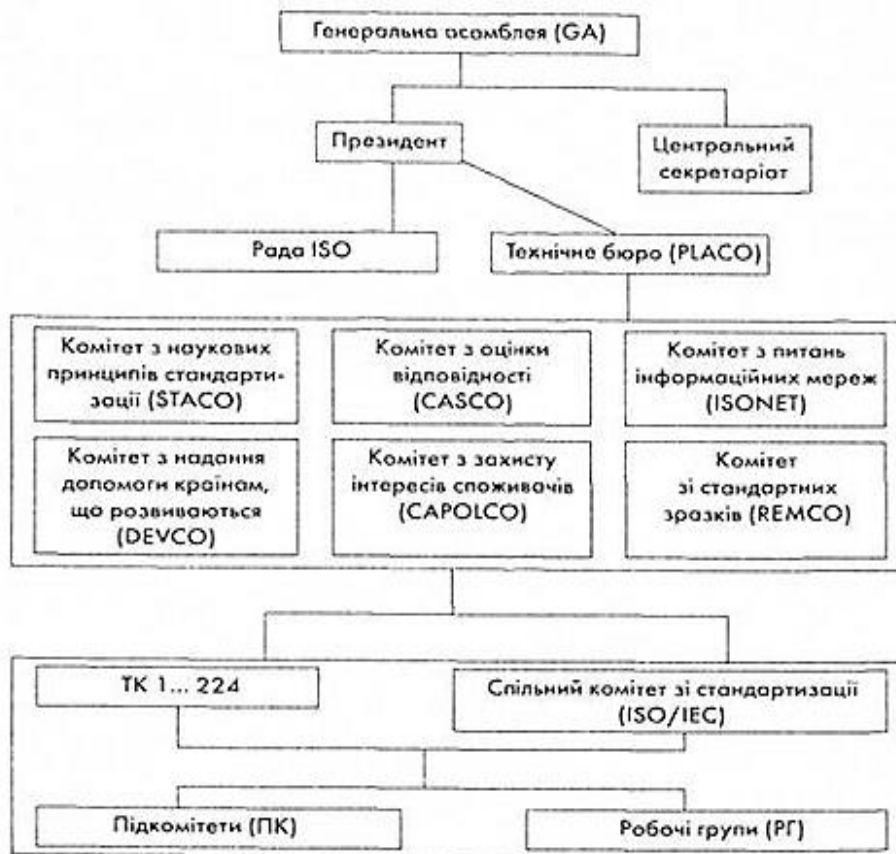 Генеральна асамблея (GA)
Президент
Центральний
секретаріат
Рада ISO
Технічне бюро (PLACO)
Комітет з наукових
принципів стандарти-
зації (STACO)
Комітет з оцінки
відповідності
(CASCO)
Комітет з питань
інформаційних мереж
(ISONET)
Комітет з надання
допомоги країнам,
що розвиваються
(DEVCO)
Комітет з захисту
інтересів споживачів
(CAPOLCO)
Комітет
зі стандартних
зразків (REMCO)
ТК 1... 224
Спільний комітет зі стандартизації
(ISO/IEC)
Підкомітети (ПК)
Робочі групи (РГ)